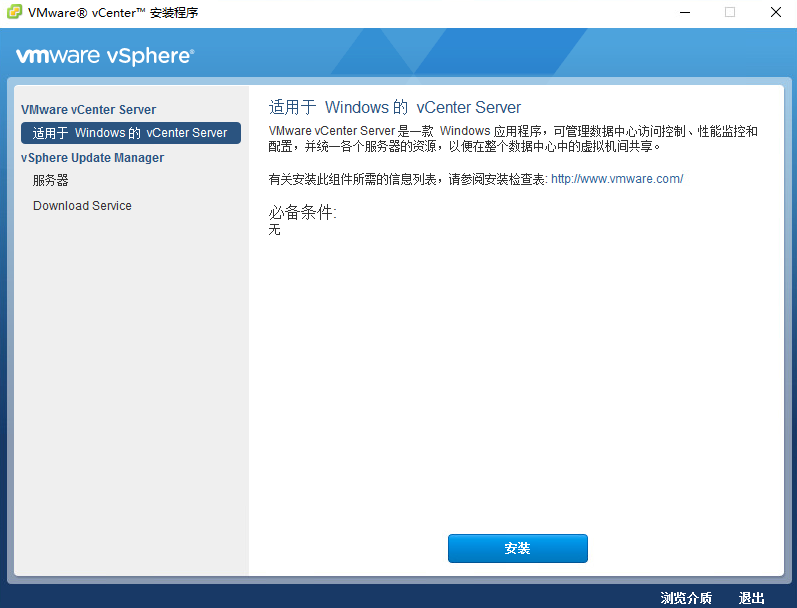 VMware® vCenter™ 安装程序
vmware vSphere®
VMware vCenter Server
适用于 Windows 的 vCenter Server
vSphere Update Manager
服务器
Download Service
适用于 Windows 的 vCenter Server
VMware vCenter Server 是一款 Windows 应用程序，可管理数据中心访问控制、性能监控和
配置，并统一各个服务器的资源，以便在整个数据中心中的虚拟机间共享。
有关安装此组件所需的信息列表，请参阅安装检查表: http://www.vmware.com/
必备条件:
无
安装
浏览介质 退出